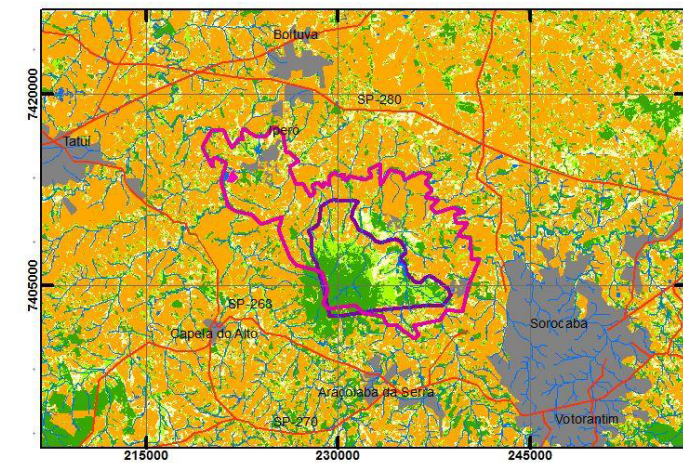 Boituva
7420000
SP-280
Iperó
Tatuí
7405000
SP-268
Sorocaba
Capela do Alto
Araçoiaba da Serra
SP-270
Votorantim
215000
230000
245000